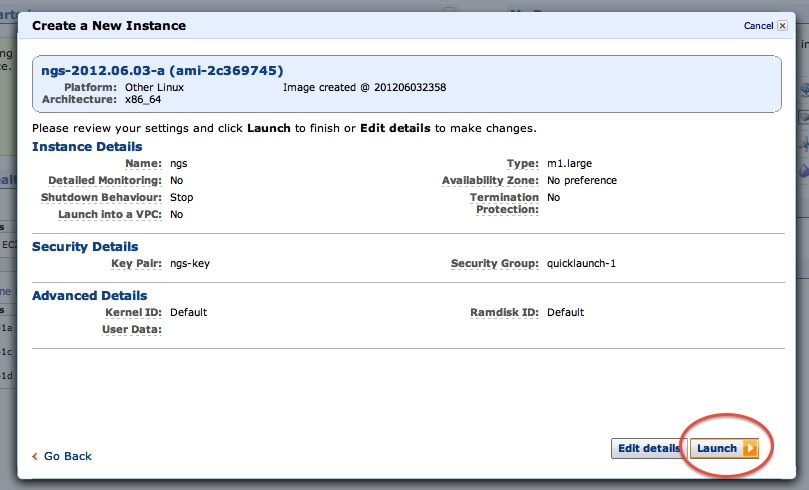 Create a New Instance
Cancel
ngs-2012.06.03-a (ami-2c369745)
Platform: Other Linux Image created @ 201206032358
Architecture: x86_64
Please review your settings and click Launch to finish or Edit details to make changes.
Instance Details
Name: ngs Type: m1.large
Detailed Monitoring: No Availability Zone: No preference
Shutdown Behaviour: Stop Termination Protection: No
Launch into a VPC: No
Security Details
Key Pair: ngs-key Security Group: quicklaunch-1
Advanced Details
Kernel ID: Default Ramdisk ID: Default
User Data:
Go Back
Edit details
Launch